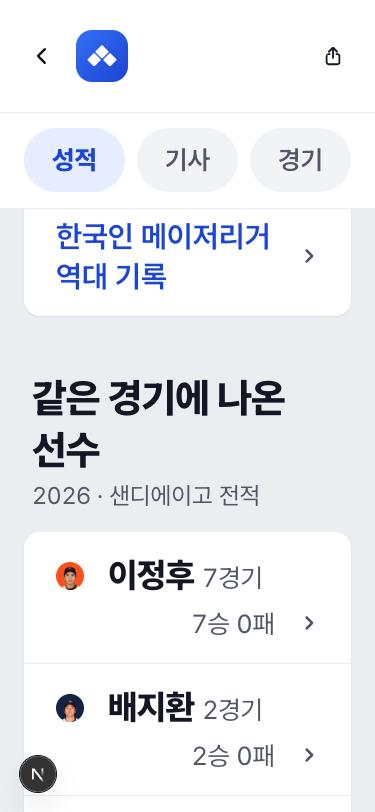 성적
기사
경기
한국인 메이저리거
역대 기록
같은 경기에 나온
선수
2026 · 샌디에이고 전적
이정후 7경기
7승 0패
배지환 2경기
2승 0패
N